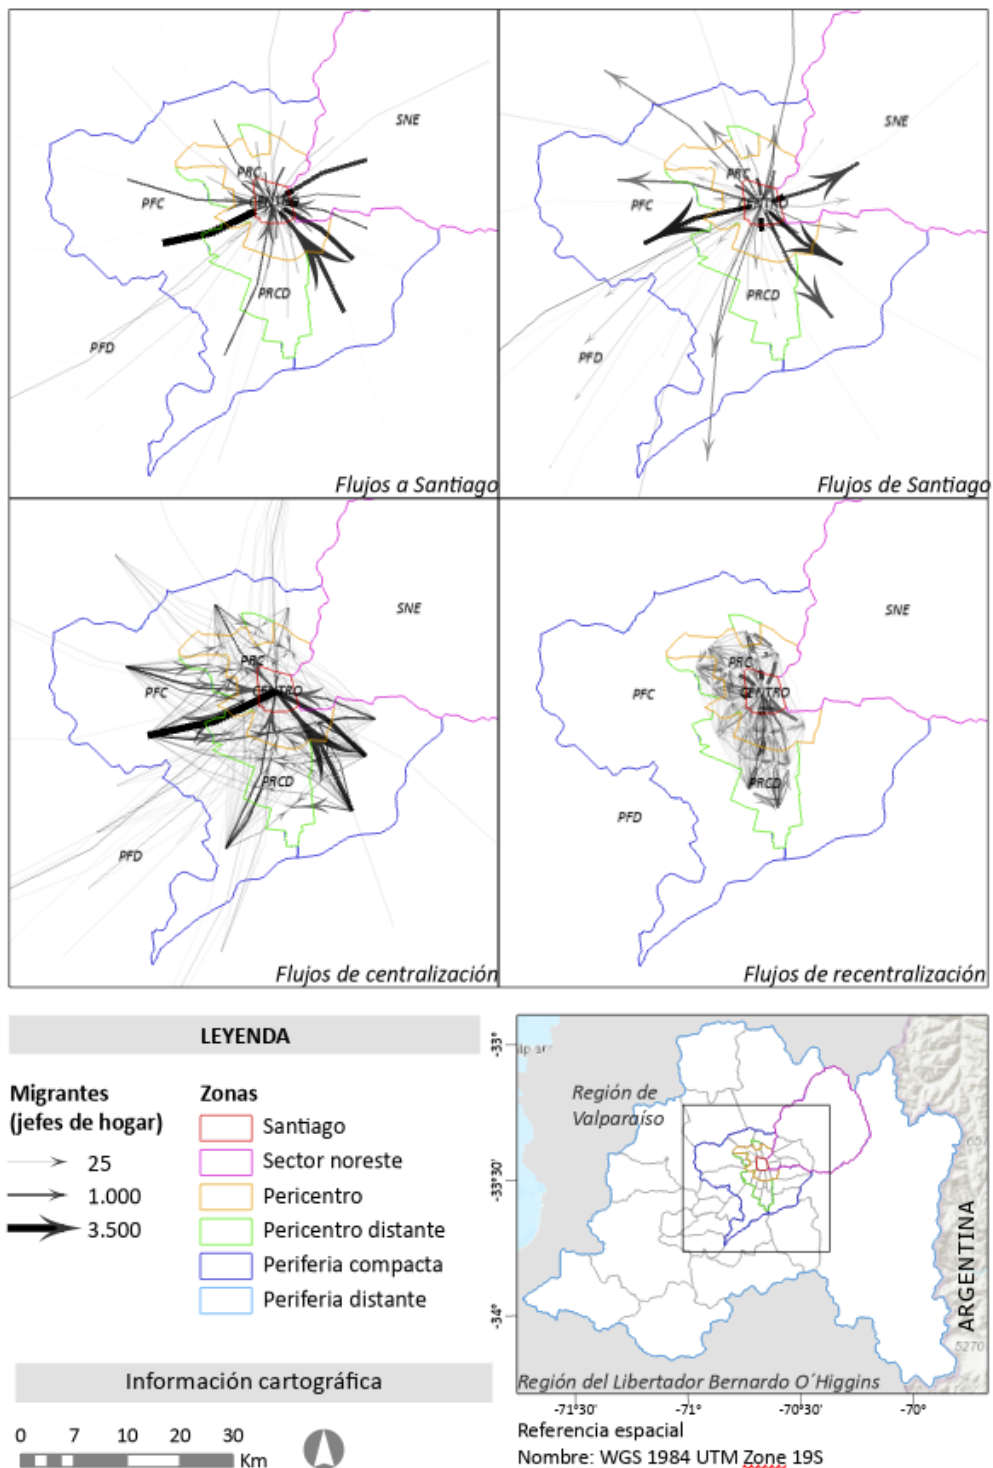 SNE
PRC
PFC
CENTRO
PRCD
PFD
Flujos a Santiago
SNE
PRC
PFC
CENTRO
PRCD
PFD
Flujos de Santiago
SNE
PRC
PFC
CENTRO
PRCD
PFD
Flujos de centralización
SNE
PRC
PFC
CENTRO
PRCD
PFD
Flujos de recentralización
LEYENDA
Migrantes
(jefes de hogar)
25
1.000
3.500
Zonas
Santiago
Sector noreste
Pericentro
Pericentro distante
Periferia compacta
Periferia distante
Información cartográfica
0 7 10 20 30
Km
-33°
-33°30'
-34°
Región de
Valparaíso
ARGENTINA
5270
Región del Libertador Bernardo O´Higgins
-71°30' -71° -70°30' -70°
Referencia espacial
Nombre: WGS 1984 UTM Zone 19S